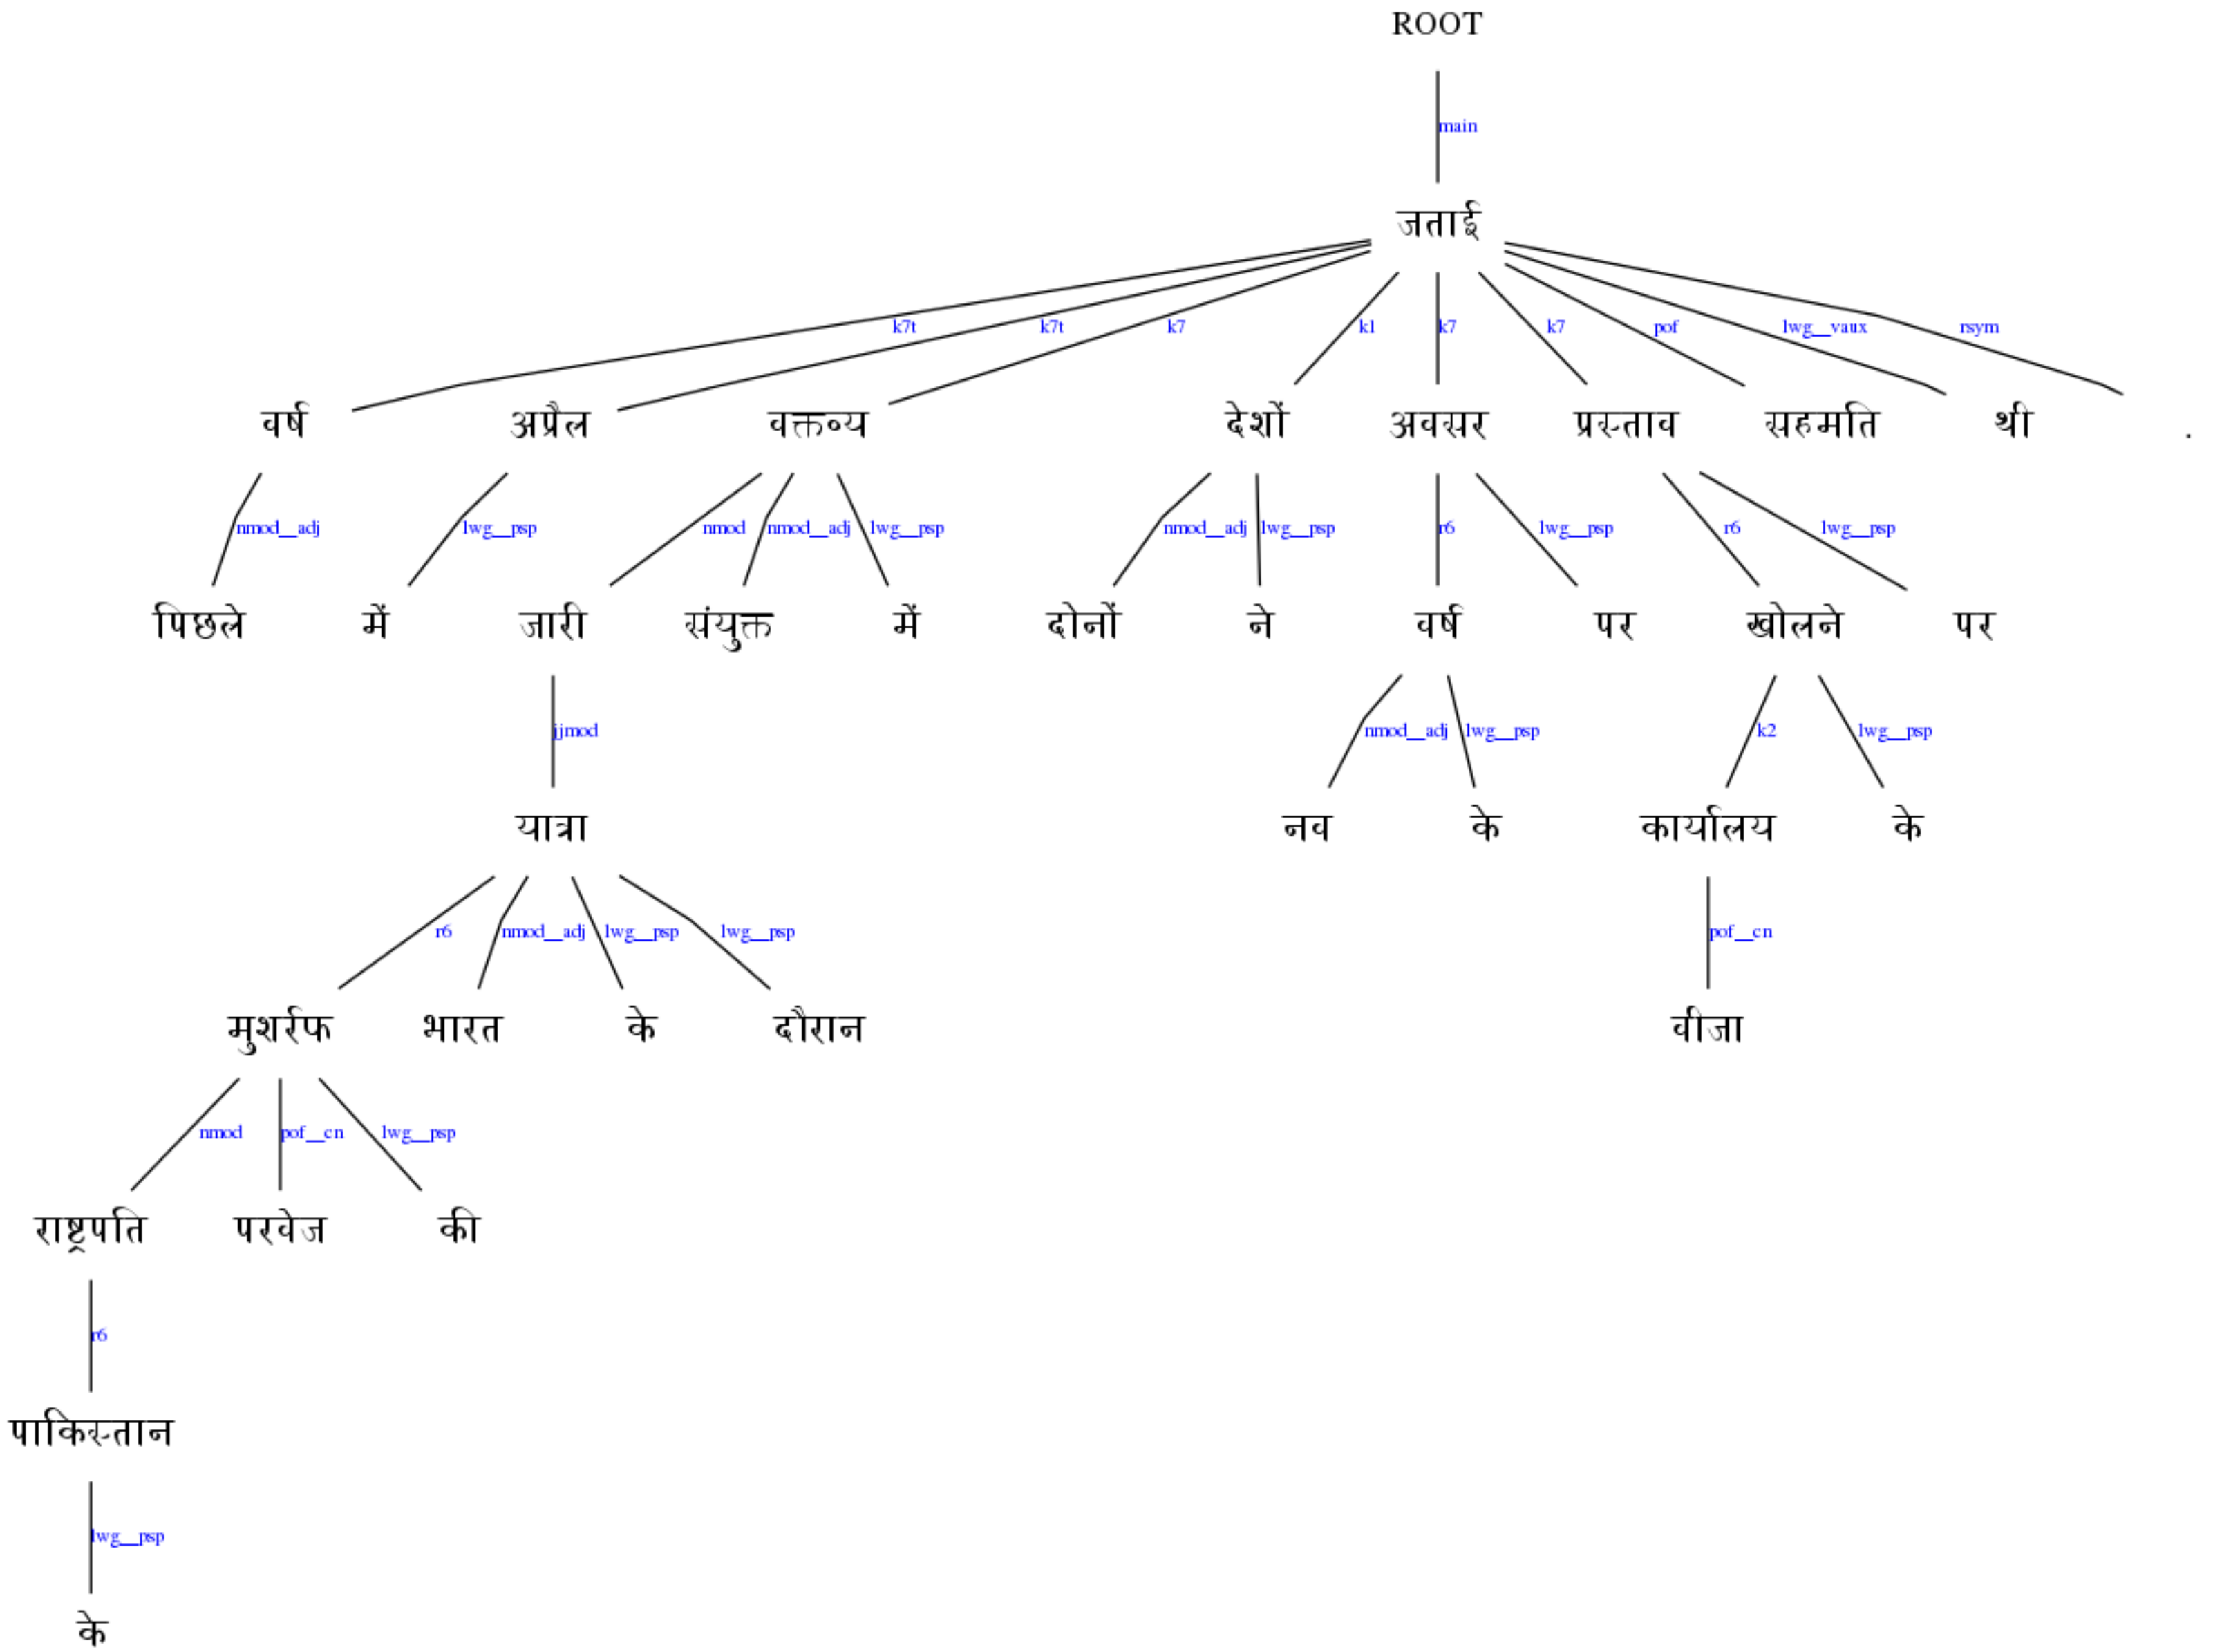 ROOT
main
जताई
k7t k7t k7 k1 k7 k7 pof lwg__vaux rsym
वर्ष अप्रैल वक्तव्य देशों अवसर प्रस्ताव सहमति थी .
nmod__adj lwg__psp nmod nmod__adj lwg__psp nmod__adj lwg__psp r6 lwg__psp r6 lwg__psp
पिछले में जारी संयुक्त में दोनों ने वर्ष पर खोलने पर
jjmod nmod__adj lwg__psp k2 lwg__psp
यात्रा नव के कार्यालय के
r6 nmod__adj lwg__psp lwg__psp pof__cn
मुशर्रफ भारत के दौरान वीजा
nmod pof__cn lwg__psp
राष्ट्रपति परवेज की
r6
पाकिस्तान
lwg__psp
के